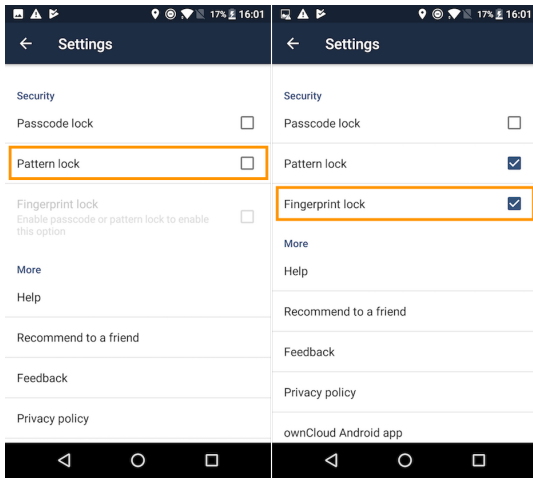 17% 16:01
Settings
Security
Passcode lock
Pattern lock
Fingerprint lock
Enable passcode or pattern lock to enable
this option
More
Help
Recommend to a friend
Feedback
Privacy policy
17% 16:01
Settings
Security
Passcode lock
Pattern lock
Fingerprint lock
More
Help
Recommend to a friend
Feedback
Privacy policy
ownCloud Android app